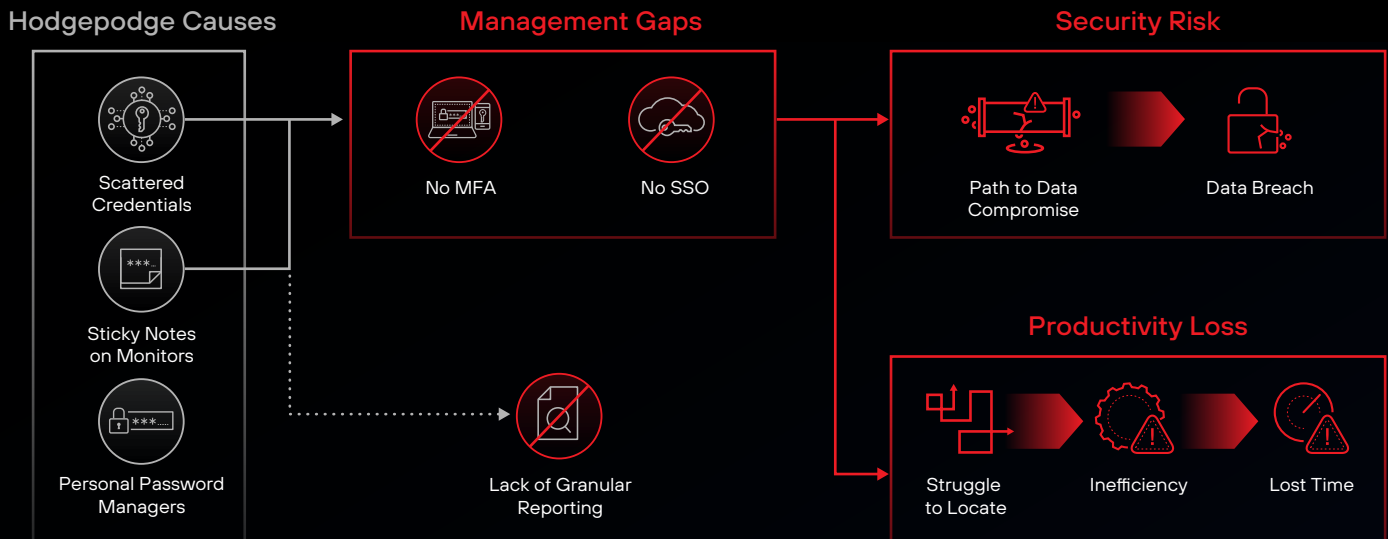 Hodgepodge Causes
Scattered
Credentials
***...
Sticky Notes
on Monitors
***.....
Personal Password
Managers
Management Gaps
***...
No MFA
No SSO
Lack of Granular
Reporting
Security Risk
!
Path to Data
Compromise
Data Breach
Productivity Loss
Struggle
to Locate
!
Inefficiency
!
Lost Time